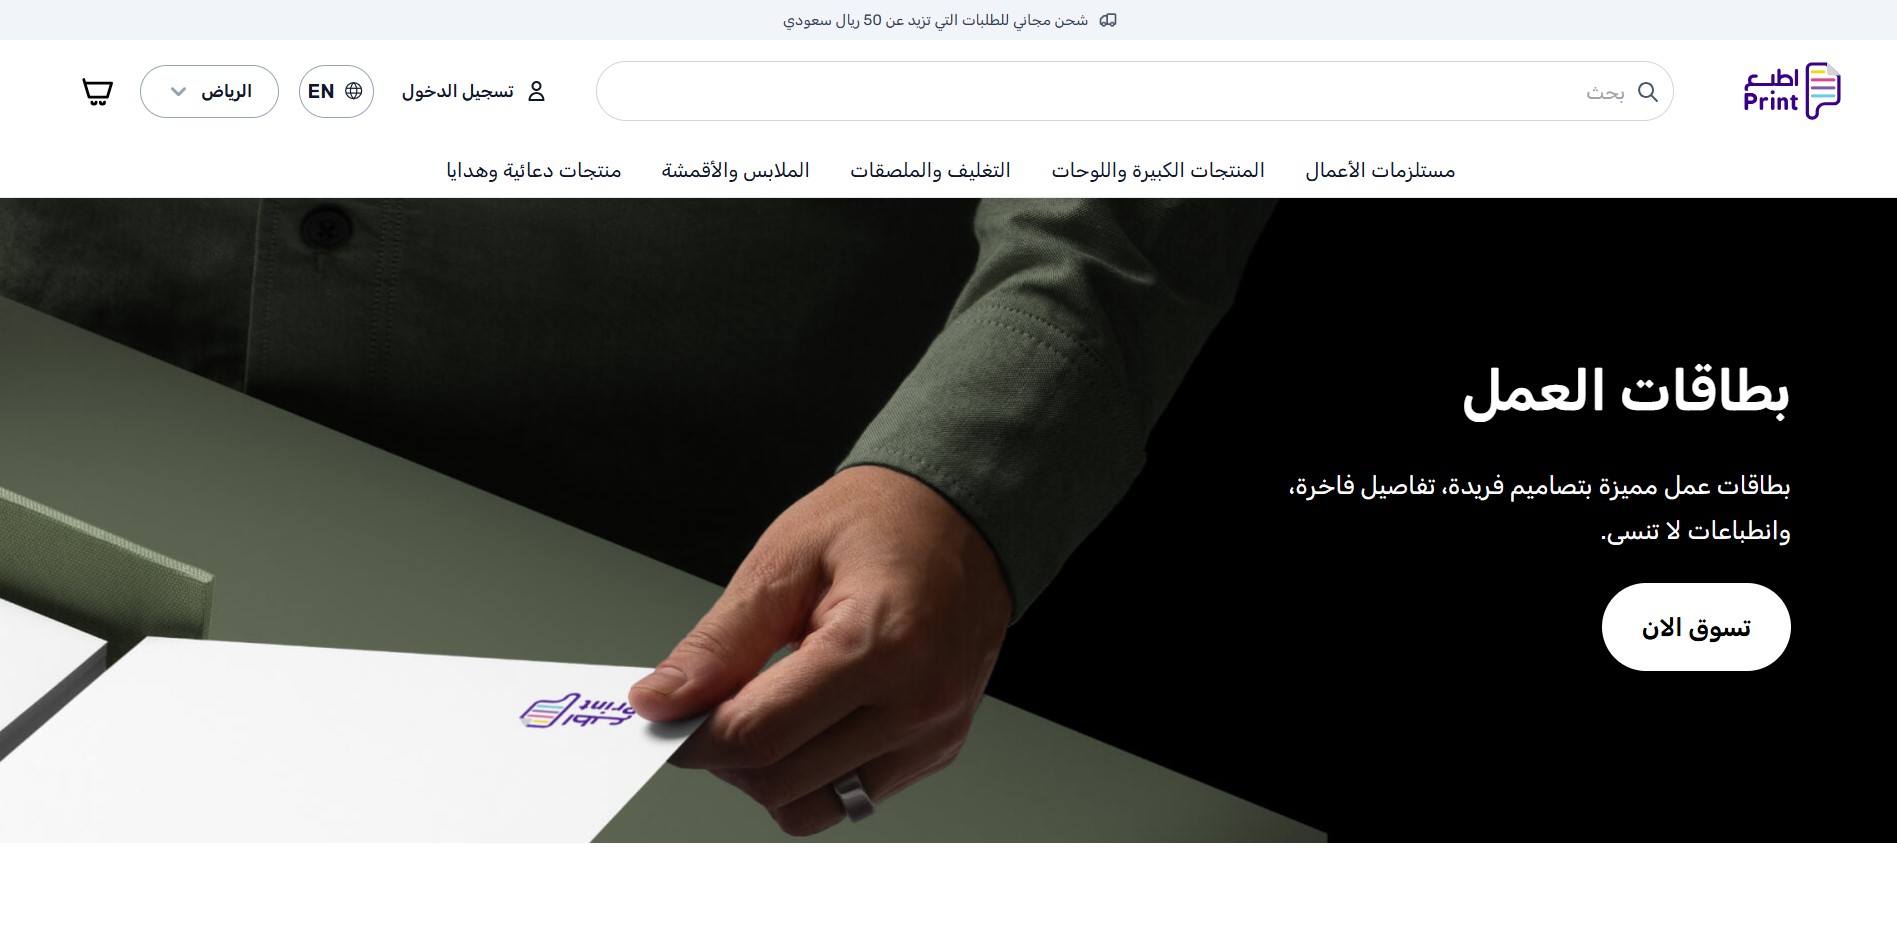 شحن مجاني للطلبات التي تزيد عن 50 ريال سعودي
اطبع
Print
بحث
تسجيل الدخول
EN
الرياض
مستلزمات الأعمال
المنتجات الكبيرة واللوحات
التغليف والملصقات
الملابس والأقمشة
منتجات دعائية وهدايا
بطاقات العمل
بطاقات عمل مميزة بتصاميم فريدة، تفاصيل فاخرة،
وانطباعات لا تنسى.
تسوق الان
اطبع
Print